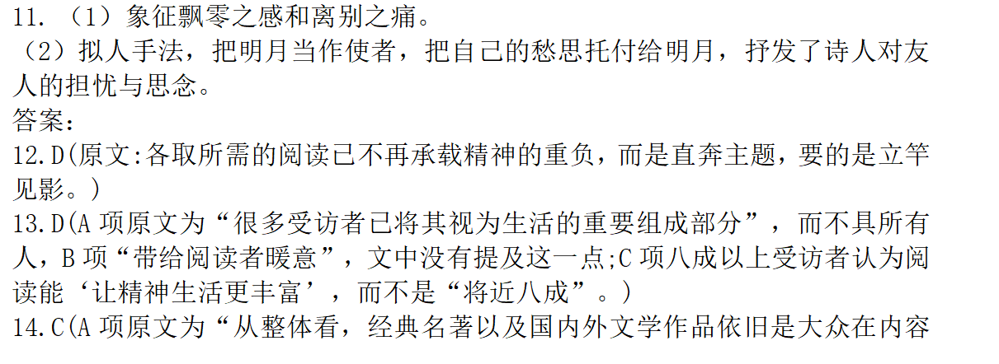 11. （1）象征飘零之感和离别之痛。
（2）拟人手法，把明月当作使者，把自己的愁思托付给明月，抒发了诗人对友
人的担忧与思念。
答案：
12.D(原文:各取所需的阅读已不再承载精神的重负，而是直奔主题，要的是立竿
见影。)
13.D(A 项原文为“很多受访者已将其视为生活的重要组成部分”，而不具所有
人，B 项“带给阅读者暖意”，文中没有提及这一点;C 项八成以上受访者认为阅
读能‘让精神生活更丰富’，而不是“将近八成”。)
14.C(A 项原文为“从整体看，经典名著以及国内外文学作品依旧是大众在内容